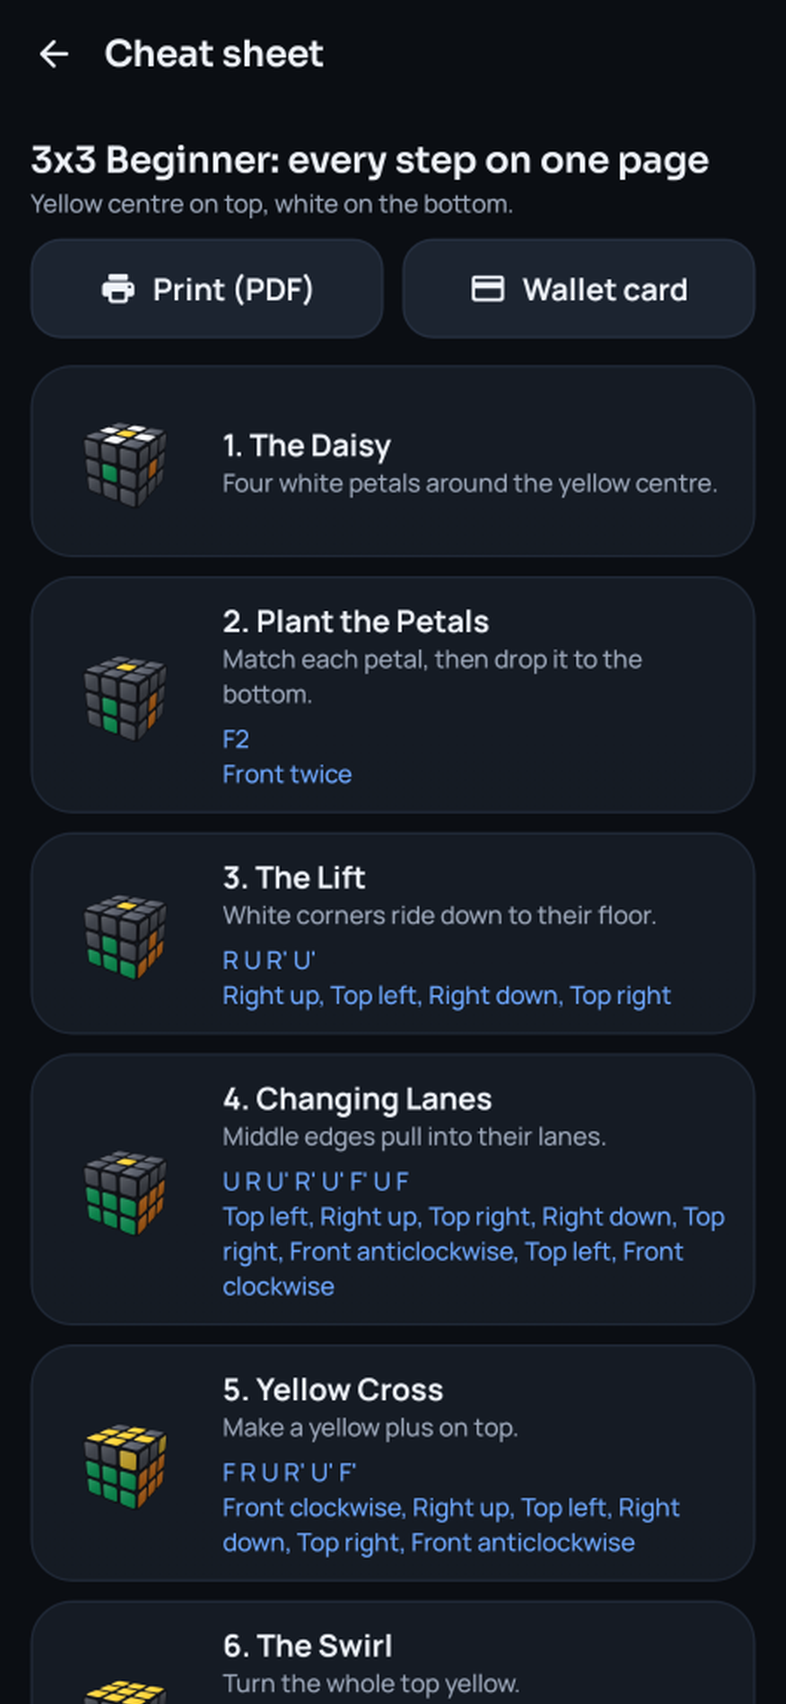 Cheat sheet
3x3 Beginner: every step on one page
Yellow centre on top, white on the bottom.
Print (PDF)
Wallet card
1. The Daisy
Four white petals around the yellow centre.
2. Plant the Petals
Match each petal, then drop it to the
bottom.
F2
Front twice
3. The Lift
White corners ride down to their floor.
R U R' U'
Right up, Top left, Right down, Top right
4. Changing Lanes
Middle edges pull into their lanes.
U R U' R' U' F' U F
Top left, Right up, Top right, Right down, Top
right, Front anticlockwise, Top left, Front
clockwise
5. Yellow Cross
Make a yellow plus on top.
F R U R' U' F'
Front clockwise, Right up, Top left, Right
down, Top right, Front anticlockwise
6. The Swirl
Turn the whole top yellow.